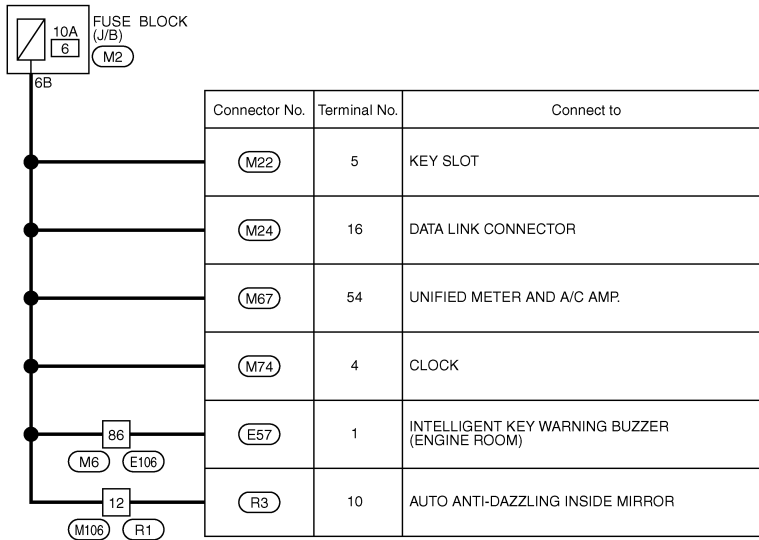 10A
6
FUSE BLOCK
(J/B)
M2
6B
Connector No. Terminal No. Connect to
M22 5 KEY SLOT
M24 16 DATA LINK CONNECTOR
M67 54 UNIFIED METER AND A/C AMP.
M74 4 CLOCK
86 E57 1 INTELLIGENT KEY WARNING BUZZER
(ENGINE ROOM)
M6 E106
12 R3 10 AUTO ANTI-DAZZLING INSIDE MIRROR
M106 R1